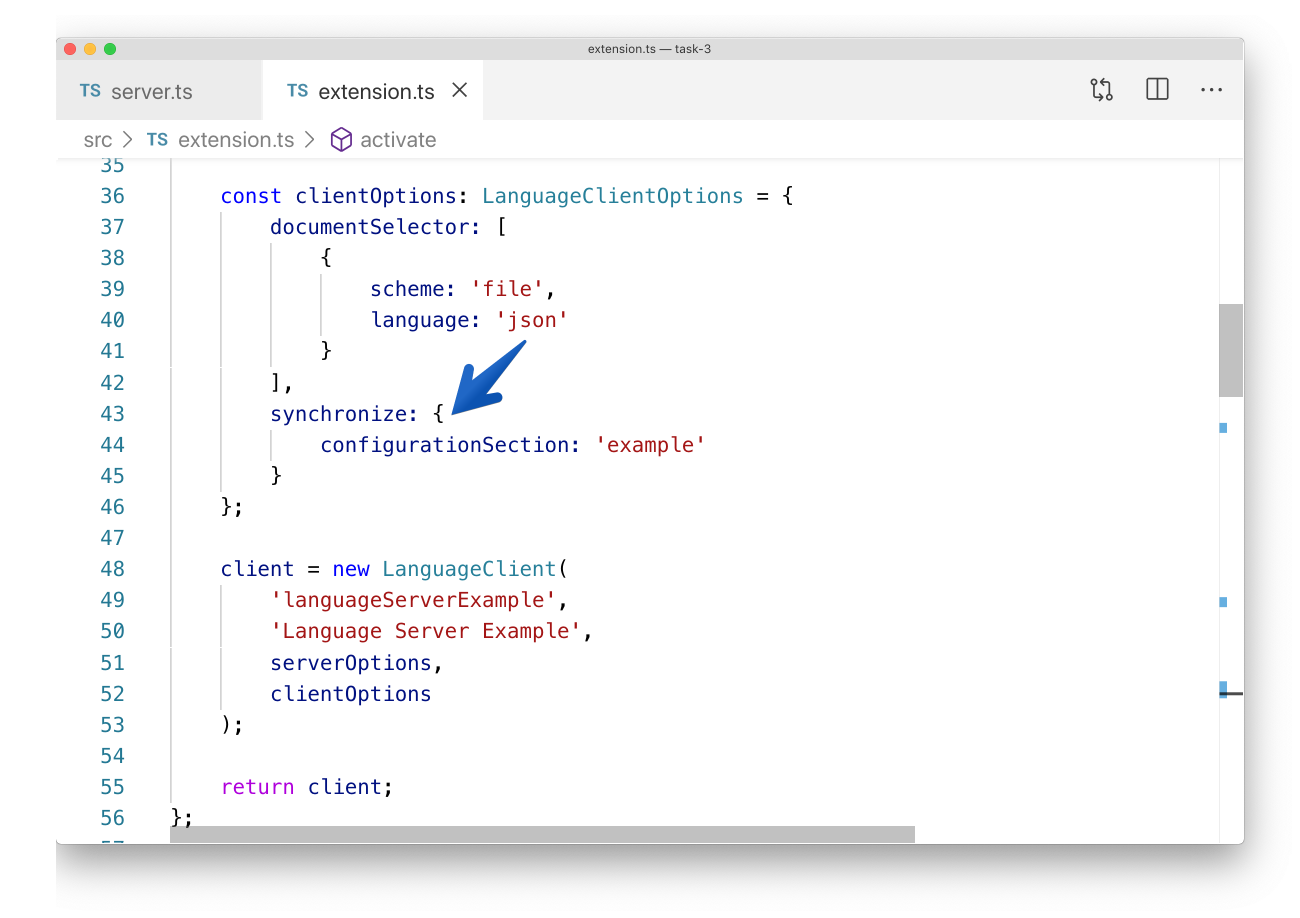 extension.ts — task-3
TS server.ts TS extension.ts
src > TS extension.ts > activate
35
36 const clientOptions: LanguageClientOptions = {
37 documentSelector: [
38 {
39 scheme: 'file',
40 language: 'json'
41 }
42 ],
43 synchronize: {
44 configurationSection: 'example'
45 }
46 };
47
48 client = new LanguageClient(
49 'languageServerExample',
50 'Language Server Example',
51 serverOptions,
52 clientOptions
53 );
54
55 return client;
56 };